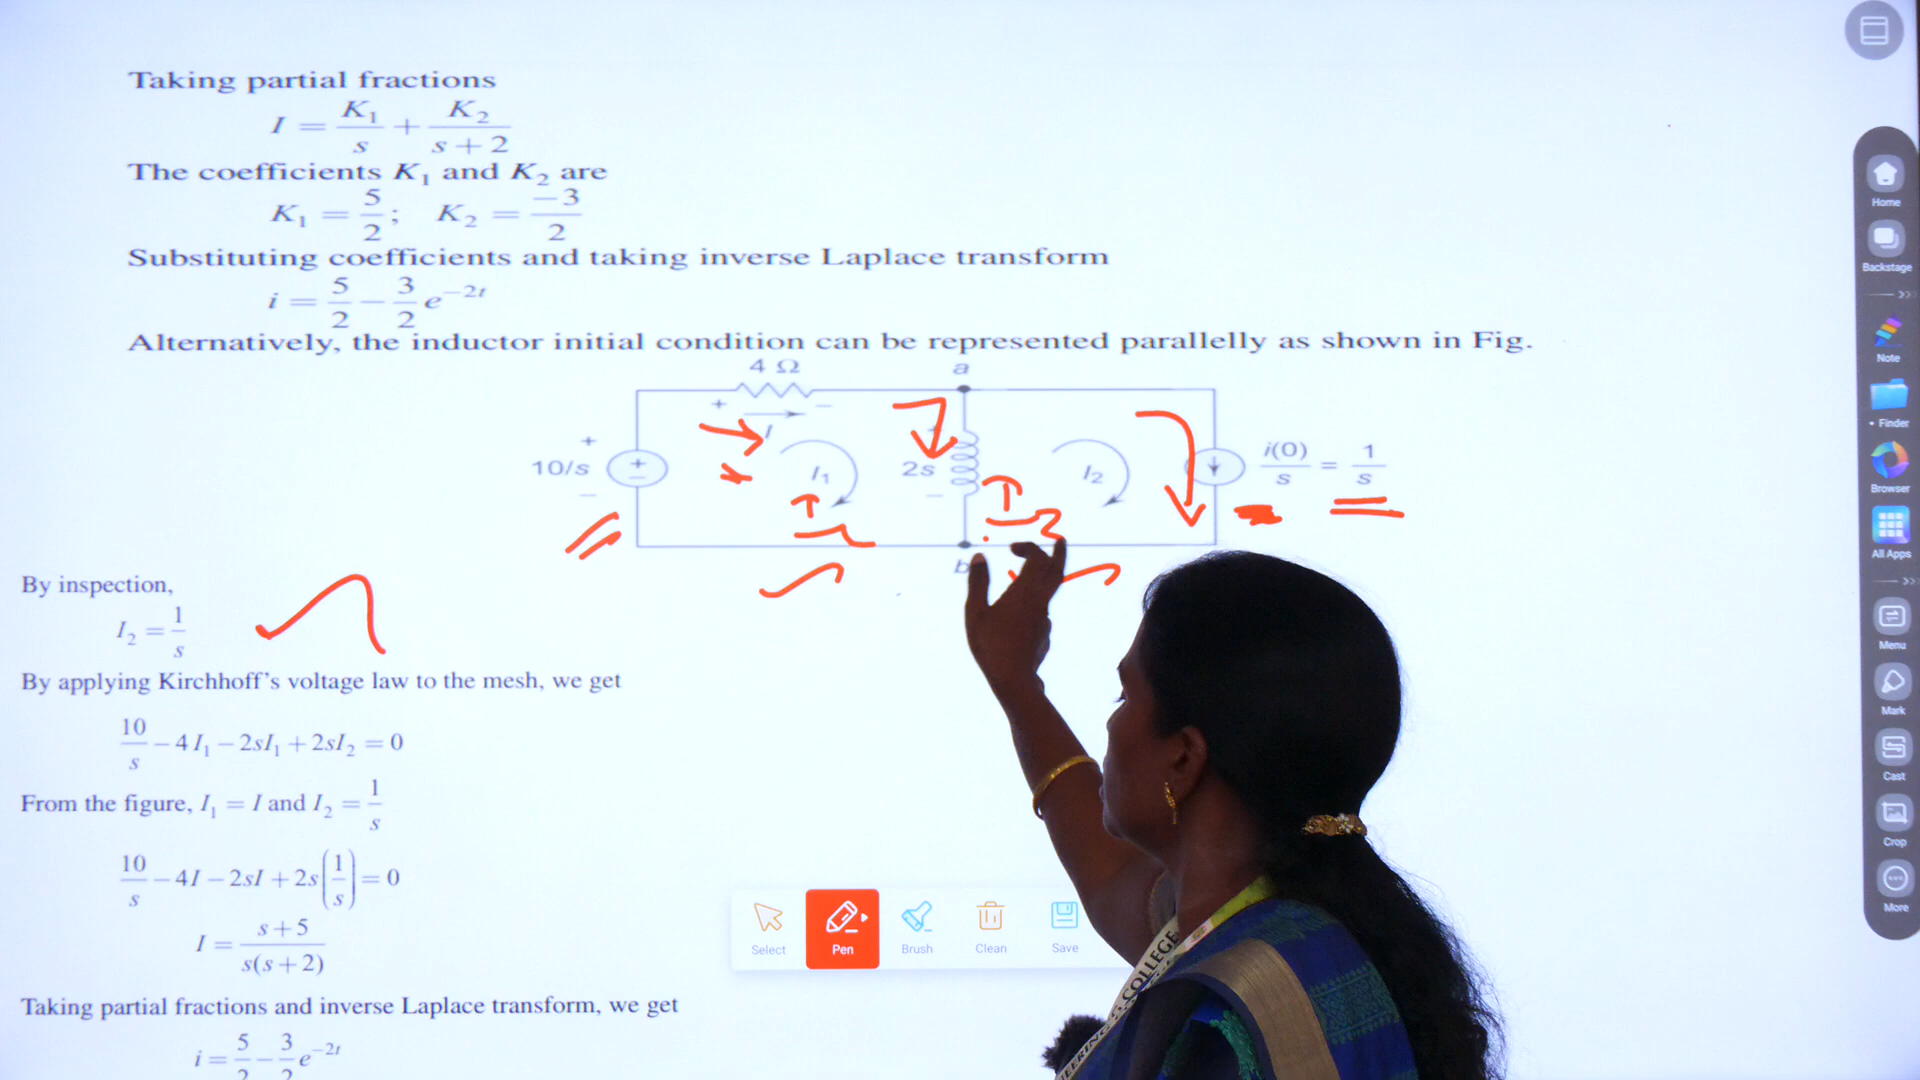 Taking partial fractions
I = K₁/s + K₂/(s + 2)
The coefficients K₁ and K₂ are
K₁ = 5/2; K₂ = −3/2
Substituting coefficients and taking inverse Laplace transform
i = 5/2 − 3/2 e^(−2t)
Alternatively, the inductor initial condition can be represented parallelly as shown in Fig.
4 Ω a
+ −
I
+ 10/s −
+ −
I₁
2s
−
I₂
i(0)/s = 1/s
b
By inspection,
I₂ = 1/s
By applying Kirchhoff's voltage law to the mesh, we get
10/s − 4I₁ − 2sI₁ + 2sI₂ = 0
From the figure, I₁ = I and I₂ = 1/s
10/s − 4I − 2sI + 2s(1/s) = 0
I = (s+5)/(s(s+2))
Taking partial fractions and inverse Laplace transform, we get
i = 5/2 − 3/2 e^(−2t)
Select
Pen
Brush
Clean
Save
Home
Backstage
Note
Finder
Browser
All Apps
Menu
Mark
Cast
Crop
More
COLLEGE